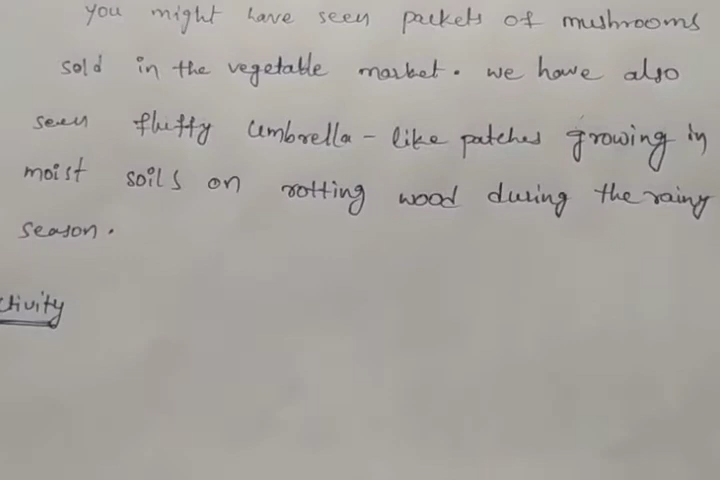 you might have seen packets of mushrooms
sold in the vegetable market. we have also
seen fluffy umbrella - like patches growing in
moist soils on rotting wood during the rainy
season.
ctivity